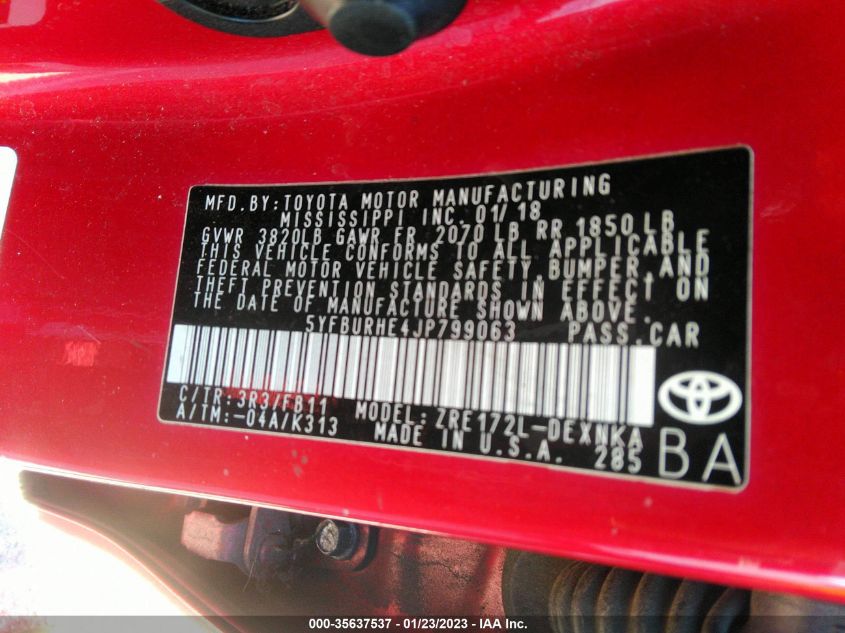 MFD. BY: TOYOTA MOTOR MANUFACTURING
MISSISSIPPI INC. 01/18
GVWR 3820LB GAWR FR 2070 LB RR 1850 LB
THIS VEHICLE CONFORMS TO ALL APPLICABLE
FEDERAL MOTOR VEHICLE SAFETY, BUMPER, AND
THEFT PREVENTION STANDARDS IN EFFECT ON
THE DATE OF MANUFACTURE SHOWN ABOVE.
5YFBURHE4JP799063 PASS. CAR
C/TR: 3R3/FB11 MODEL: ZRE172L-DEXNKA
A/TM: -04A/K313 MADE IN U.S.A. 285
BA
000-35637537 - 01/23/2023 - IAA Inc.